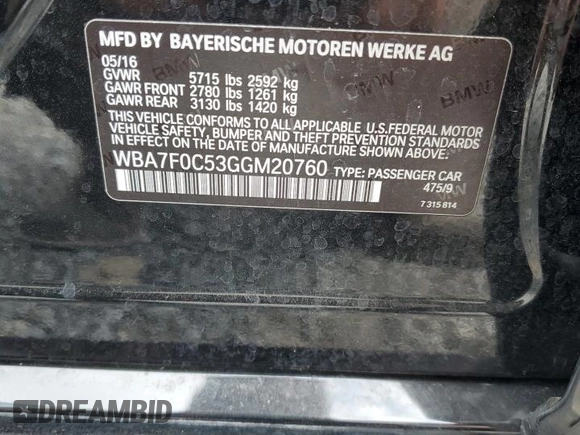 MFD BY BAYERISCHE MOTOREN WERKE AG
05/16
GVWR 5715 lbs 2592 kg
GAWR FRONT 2780 lbs 1261 kg
GAWR REAR 3130 lbs 1420 kg
THIS VEHICLE CONFORMS TO ALL APPLICABLE U.S.FEDERAL MOTOR
VEHICLE SAFETY, BUMPER AND THEFT PREVENTION STANDARDS
IN EFFECT ON THE DATE OF MANUFACTURE SHOWN ABOVE.
WBA7F0C53GGM20760 TYPE: PASSENGER CAR
475/9
7 315 814
BMW
BMW
BMW
DREAMBID